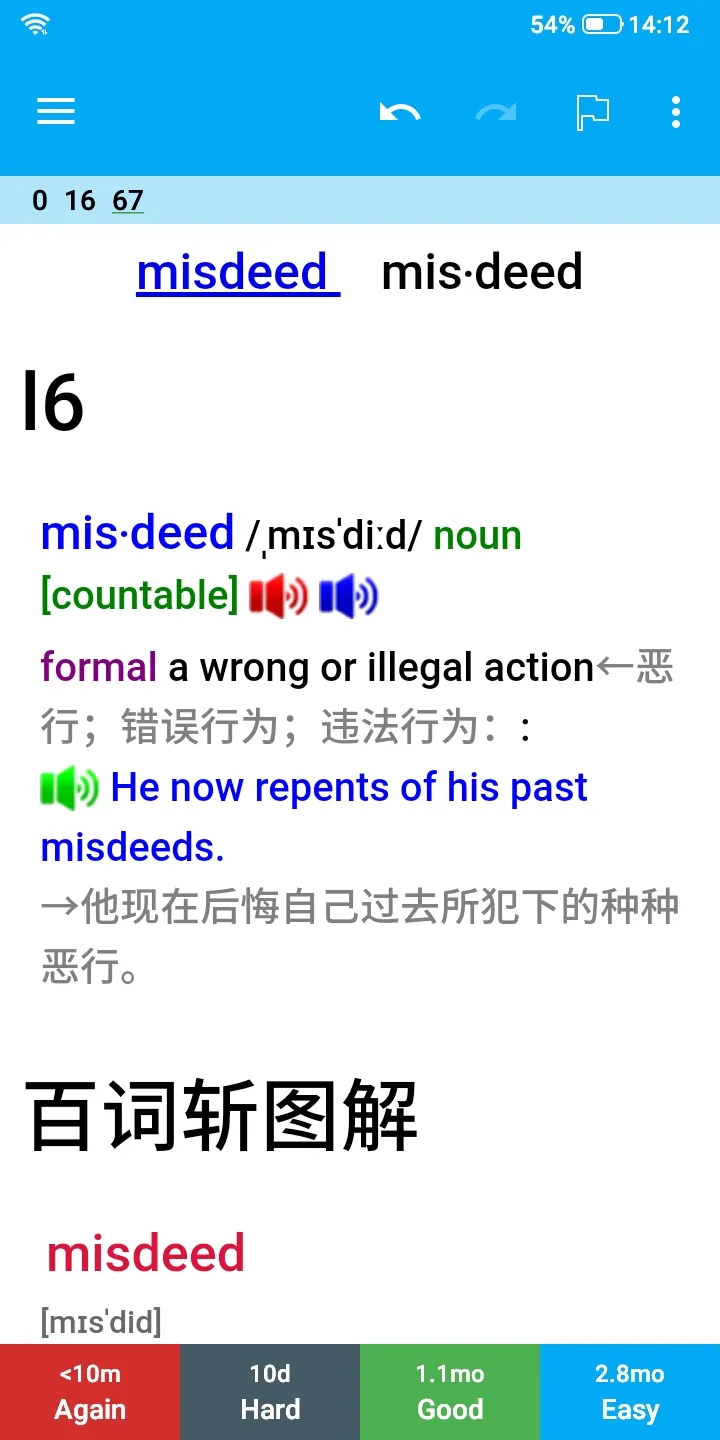 54% 14:12
0 16 67
misdeed mis·deed
l6
mis·deed /ˌmɪsˈdiːd/ noun
[countable]
formal a wrong or illegal action←恶
行；错误行为；违法行为：:
He now repents of his past
misdeeds.
→他现在后悔自己过去所犯下的种种
恶行。
百词斩图解
misdeed
[mɪsˈdid]
<10m 10d 1.1mo 2.8mo
Again Hard Good Easy